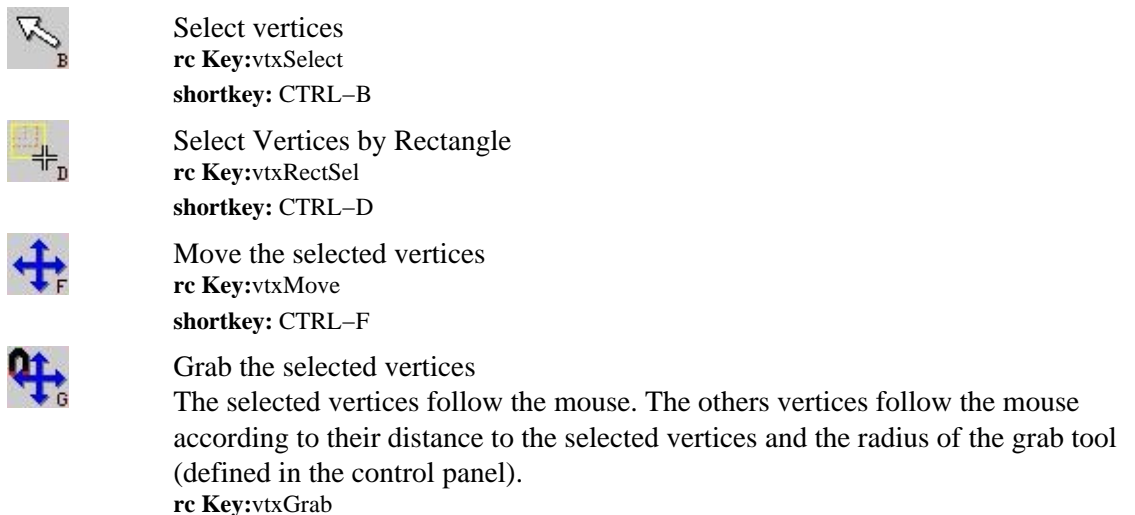 B
Select vertices
rc Key:vtxSelect
shortkey: CTRL−B
D
Select Vertices by Rectangle
rc Key:vtxRectSel
shortkey: CTRL−D
F
Move the selected vertices
rc Key:vtxMove
shortkey: CTRL−F
G
Grab the selected vertices
The selected vertices follow the mouse. The others vertices follow the mouse
according to their distance to the selected vertices and the radius of the grab tool
(defined in the control panel).
rc Key:vtxGrab